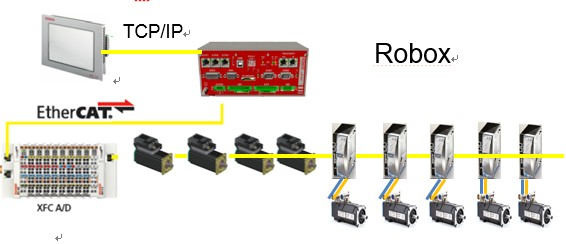 TCP/IP
Robox
EtherCAT.
XFC A/D